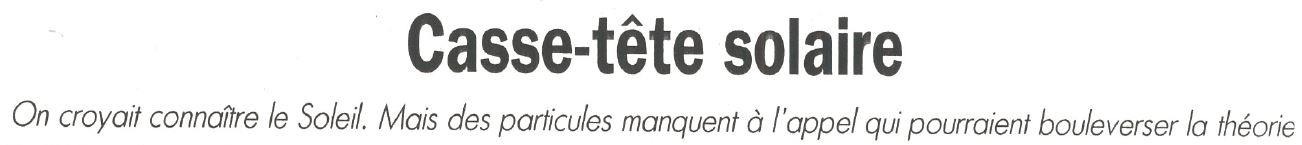 Casse-tête solaire
On croyait connaître le Soleil. Mais des particules manquent à l'appel qui pourraient bouleverser la théorie